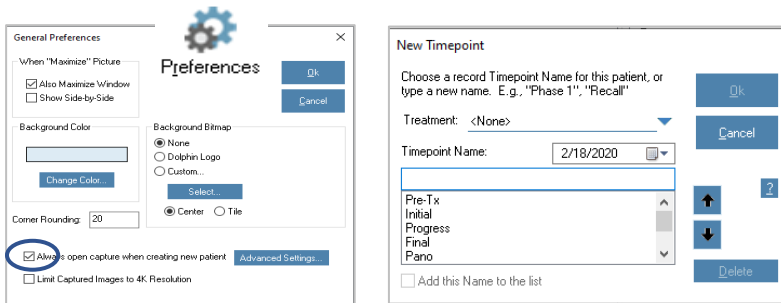 General Preferences
Preferences
When "Maximize" Picture
Also Maximize Window
Show Side-by-Side
Ok
Cancel
Background Color
Change Color...
Background Bitmap
None
Dolphin Logo
Custom...
Select...
Center
Tile
Corner Rounding:
20
Always open capture when creating new patient
Advanced Settings...
Limit Captured Images to 4K Resolution
New Timepoint
Choose a record Timepoint Name for this patient, or
type a new name. E.g., "Phase 1", "Recall"
Treatment:
<None>
Timepoint Name:
2/18/2020
Pre-Tx
Initial
Progress
Final
Pano
Add this Name to the list
Ok
Cancel
?
Delete